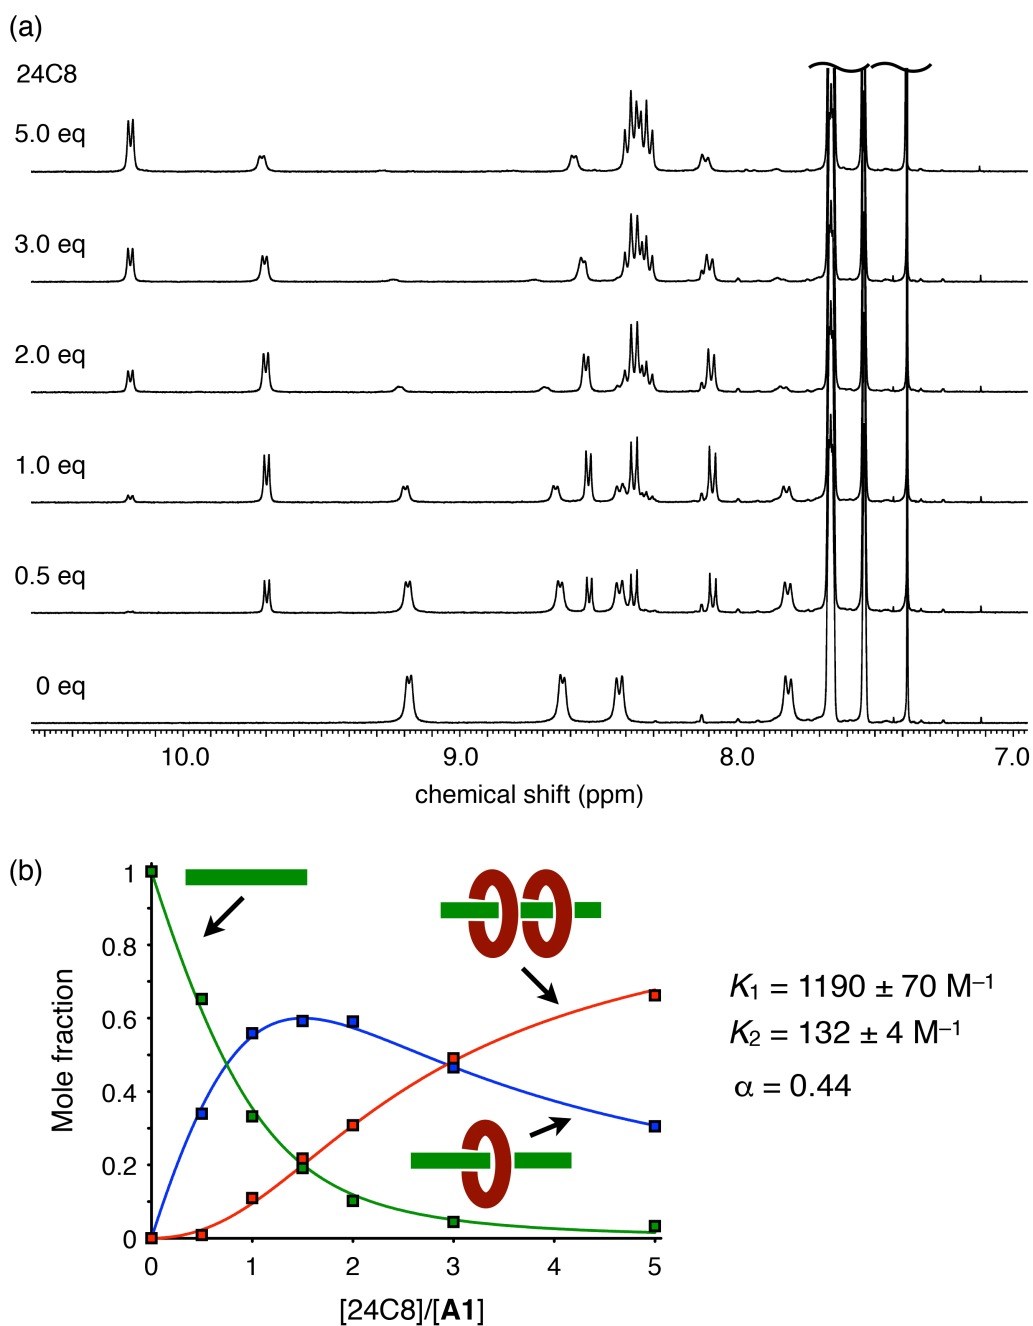 (a)
24C8
5.0 eq
3.0 eq
2.0 eq
1.0 eq
0.5 eq
0 eq
10.0 9.0 8.0 7.0
chemical shift (ppm)
(b)
1
0.8
0.6
0.4
0.2
0
Mole fraction
0 1 2 3 4 5
[24C8]/[A1]
K1 = 1190 ± 70 M–1
K2 = 132 ± 4 M–1
α = 0.44